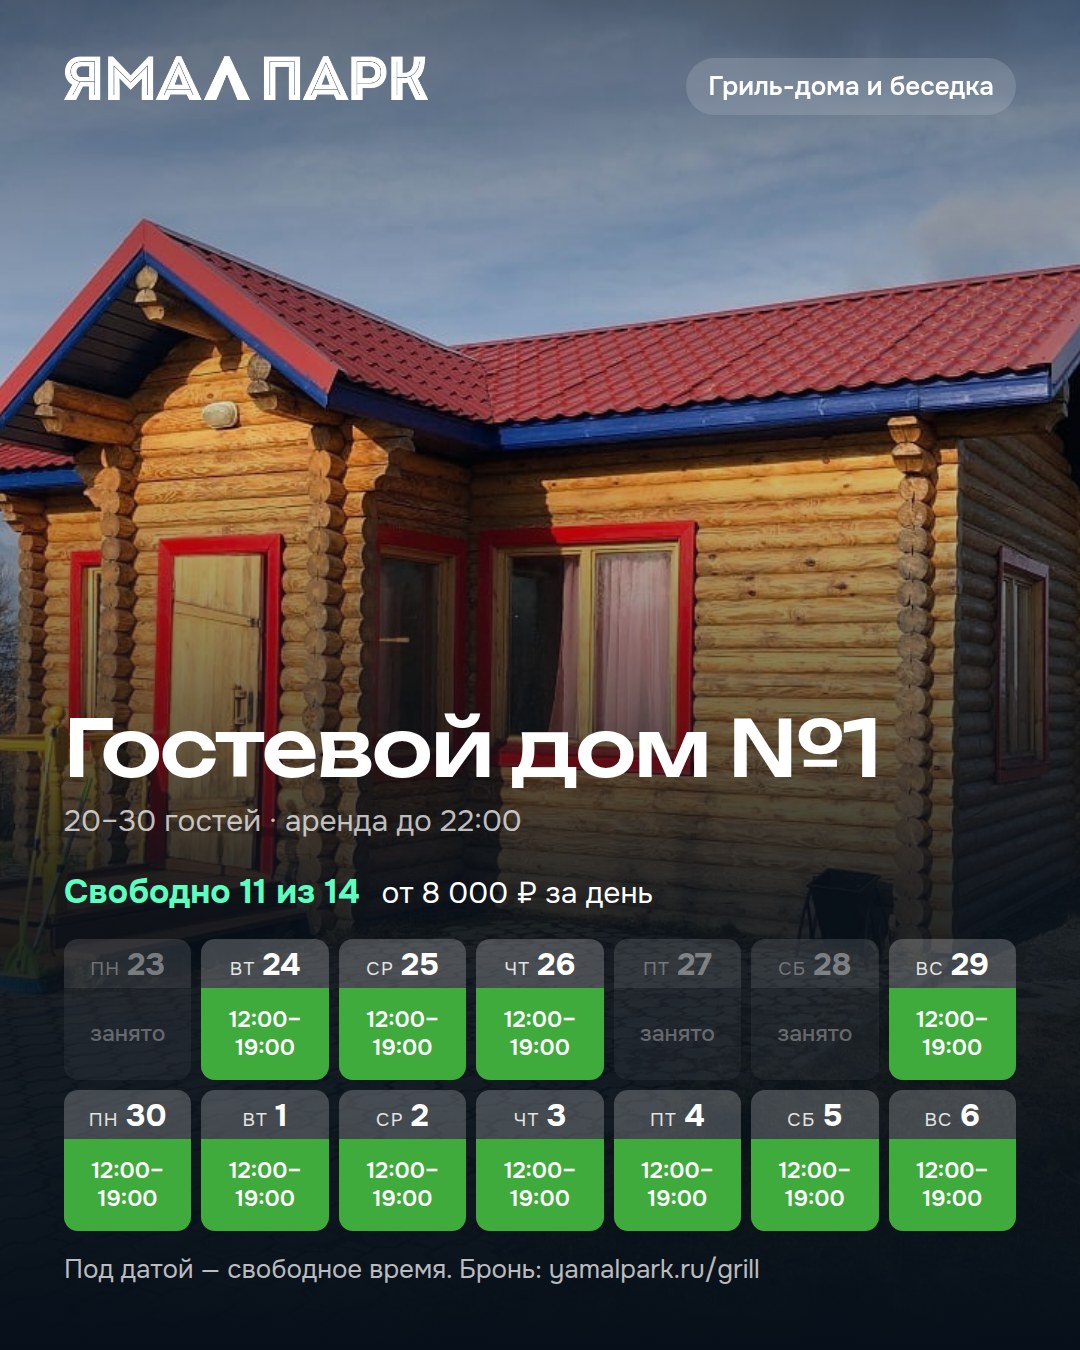 ЯМАЛ ПАРК
Гриль-дома и беседка
Гостевой дом №1
20–30 гостей · аренда до 22:00
Свободно 11 из 14 от 8 000 ₽ за день
ПН 23 ВТ 24 СР 25 ЧТ 26 ПТ 27 СБ 28 ВС 29
занято 12:00–19:00 12:00–19:00 12:00–19:00 занято занято 12:00–19:00
ПН 30 ВТ 1 СР 2 ЧТ 3 ПТ 4 СБ 5 ВС 6
12:00–19:00 12:00–19:00 12:00–19:00 12:00–19:00 12:00–19:00 12:00–19:00 12:00–19:00
Под датой — свободное время. Бронь: yamalpark.ru/grill